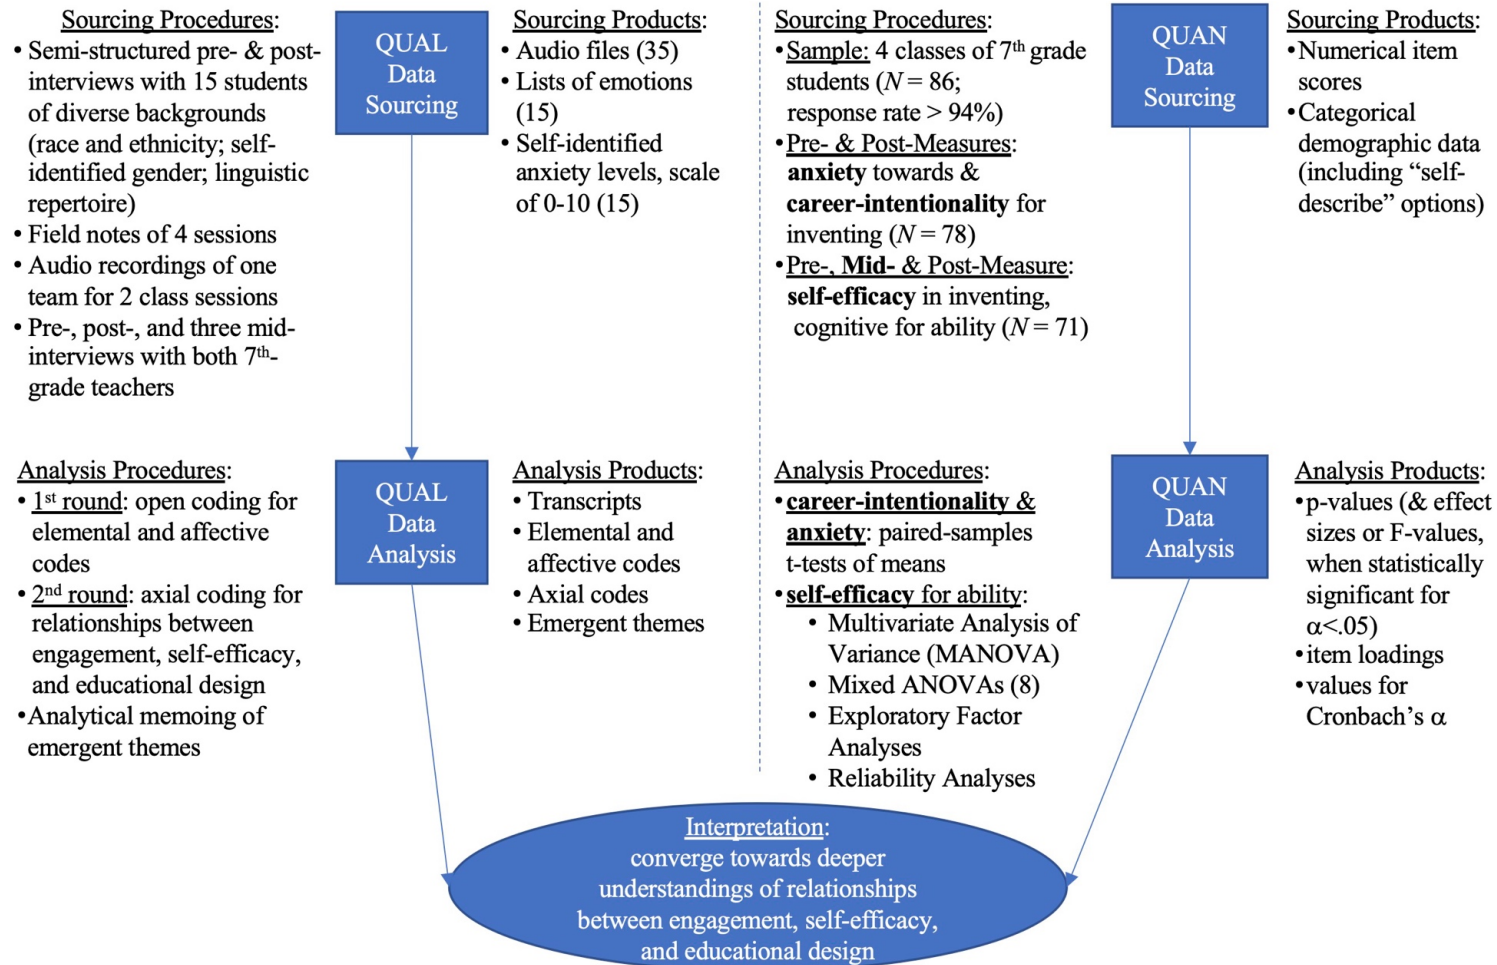 Sourcing Procedures:
• Semi-structured pre- & post-
interviews with 15 students
of diverse backgrounds
(race and ethnicity; self-
identified gender; linguistic
repertoire)
• Field notes of 4 sessions
• Audio recordings of one
team for 2 class sessions
• Pre-, post-, and three mid-
interviews with both 7th-
grade teachers
QUAL
Data
Sourcing
Sourcing Products:
• Audio files (35)
• Lists of emotions
(15)
• Self-identified
anxiety levels, scale
of 0-10 (15)
Sourcing Procedures:
• Sample: 4 classes of 7th grade
students (N = 86;
response rate > 94%)
• Pre- & Post-Measures:
anxiety towards &
career-intentionality for
inventing (N = 78)
• Pre-, Mid- & Post-Measure:
self-efficacy in inventing,
cognitive for ability (N = 71)
QUAN
Data
Sourcing
Sourcing Products:
• Numerical item
scores
• Categorical
demographic data
(including “self-
describe” options)
Analysis Procedures:
• 1st round: open coding for
elemental and affective
codes
• 2nd round: axial coding for
relationships between
engagement, self-efficacy,
and educational design
• Analytical memoing of
emergent themes
QUAL
Data
Analysis
Analysis Products:
• Transcripts
• Elemental and
affective codes
• Axial codes
• Emergent themes
Analysis Procedures:
• career-intentionality &
anxiety: paired-samples
t-tests of means
• self-efficacy for ability:
• Multivariate Analysis of
Variance (MANOVA)
• Mixed ANOVAs (8)
• Exploratory Factor
Analyses
• Reliability Analyses
QUAN
Data
Analysis
Analysis Products:
• p-values (& effect
sizes or F-values,
when statistically
significant for
α<.05)
• item loadings
• values for
Cronbach’s α
Interpretation:
converge towards deeper
understandings of relationships
between engagement, self-efficacy,
and educational design